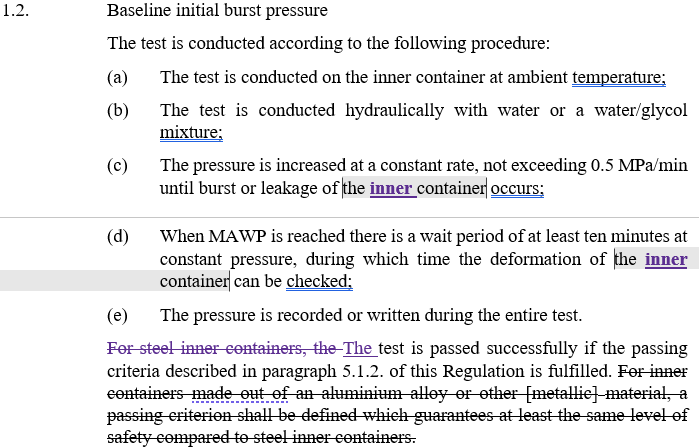 1.2. Baseline initial burst pressure
The test is conducted according to the following procedure:
(a) The test is conducted on the inner container at ambient temperature;
(b) The test is conducted hydraulically with water or a water/glycol
mixture;
(c) The pressure is increased at a constant rate, not exceeding 0.5 MPa/min
until burst or leakage of the inner container occurs;
(d) When MAWP is reached there is a wait period of at least ten minutes at
constant pressure, during which time the deformation of the inner
container can be checked;
(e) The pressure is recorded or written during the entire test.
For steel inner containers, the The test is passed successfully if the passing
criteria described in paragraph 5.1.2. of this Regulation is fulfilled. For inner
containers made out of an aluminium alloy or other [metallic] material, a
passing criterion shall be defined which guarantees at least the same level of
safety compared to steel inner containers.